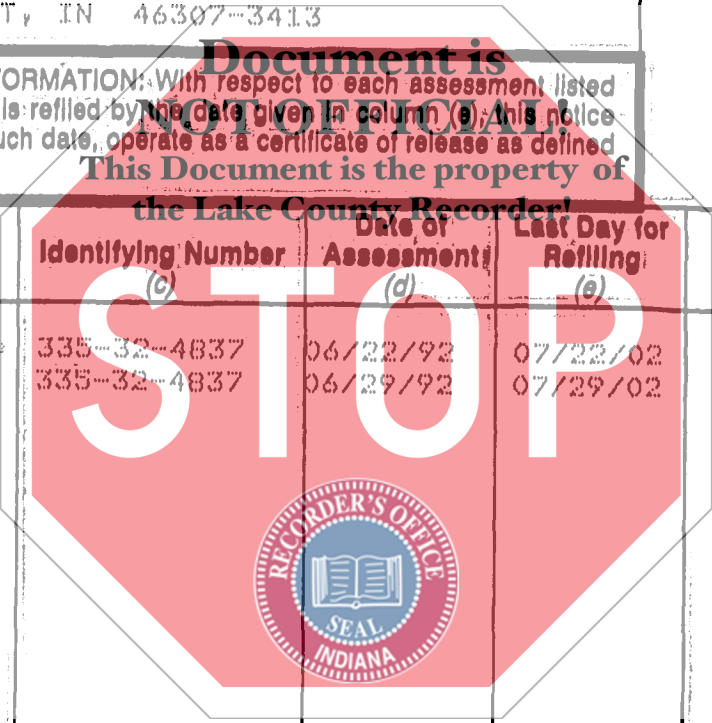 T, IN 46307-3413
Document is
ORMATION: With respect to each assessment listed
is refiled by the date given in column (e), this notice
NOT OFFICIAL!
uch date, operate as a certificate of release as defined
This Document is the property of
the Lake County Recorder!
Identifying Number
(c)
Date of
Assessment
(d)
Last Day for
Refiling
(e)
335-32-4837 06/22/92 07/22/02
335-32-4837 06/29/92 07/29/02
STOP
RECORDER'S OFFICE
SEAL
INDIANA